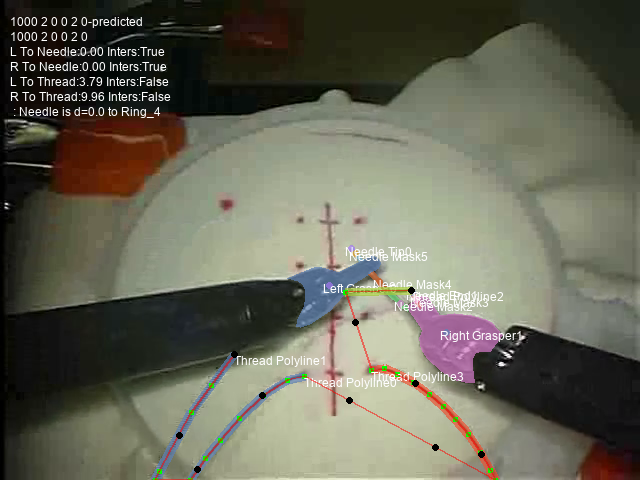 1000 2 0 0 2 0-predicted
1000 2 0 0 2 0
L To Needle:0.00 Inters:True
R To Needle:0.00 Inters:True
L To Thread:3.79 Inters:False
R To Thread:9.96 Inters:False
: Needle is d=0.0 to Ring_4
Needle Tip0
Needle Mask5
Needle Mask4
Left
Polyline2
Needle Mask3
Needle Mask2
Right Grasper1
Thread Polyline1
Thread Polyline3
Thread Polyline0